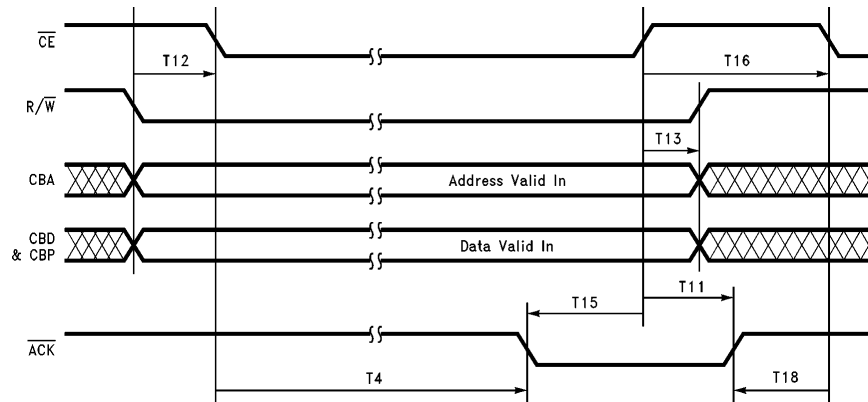 CE
T12
T16
R/W
T13
CBA
Address Valid In
CBD
& CBP
Data Valid In
T15
T11
ACK
T4
T18